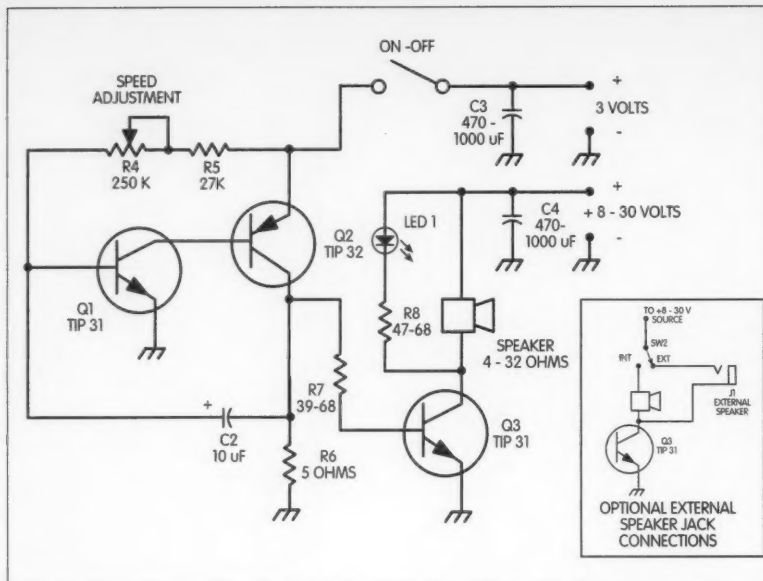 ON -OFF
SPEED
ADJUSTMENT
R4
250 K
R5
27K
C3
470 -
1000 uF
+
3 VOLTS
-
Q1
TIP 31
Q2
TIP 32
LED 1
C4
470-
1000 uF
+
+ 8 - 30 VOLTS
-
R8
47-68
SPEAKER
4 - 32 OHMS
R7
39-68
+
C2
10 uF
R6
5 OHMS
Q3
TIP 31
TO +8 - 30 V
SOURCE
SW2
INT
EXT
J1
EXTERNAL
SPEAKER
Q3
TIP 31
OPTIONAL EXTERNAL
SPEAKER JACK
CONNECTIONS